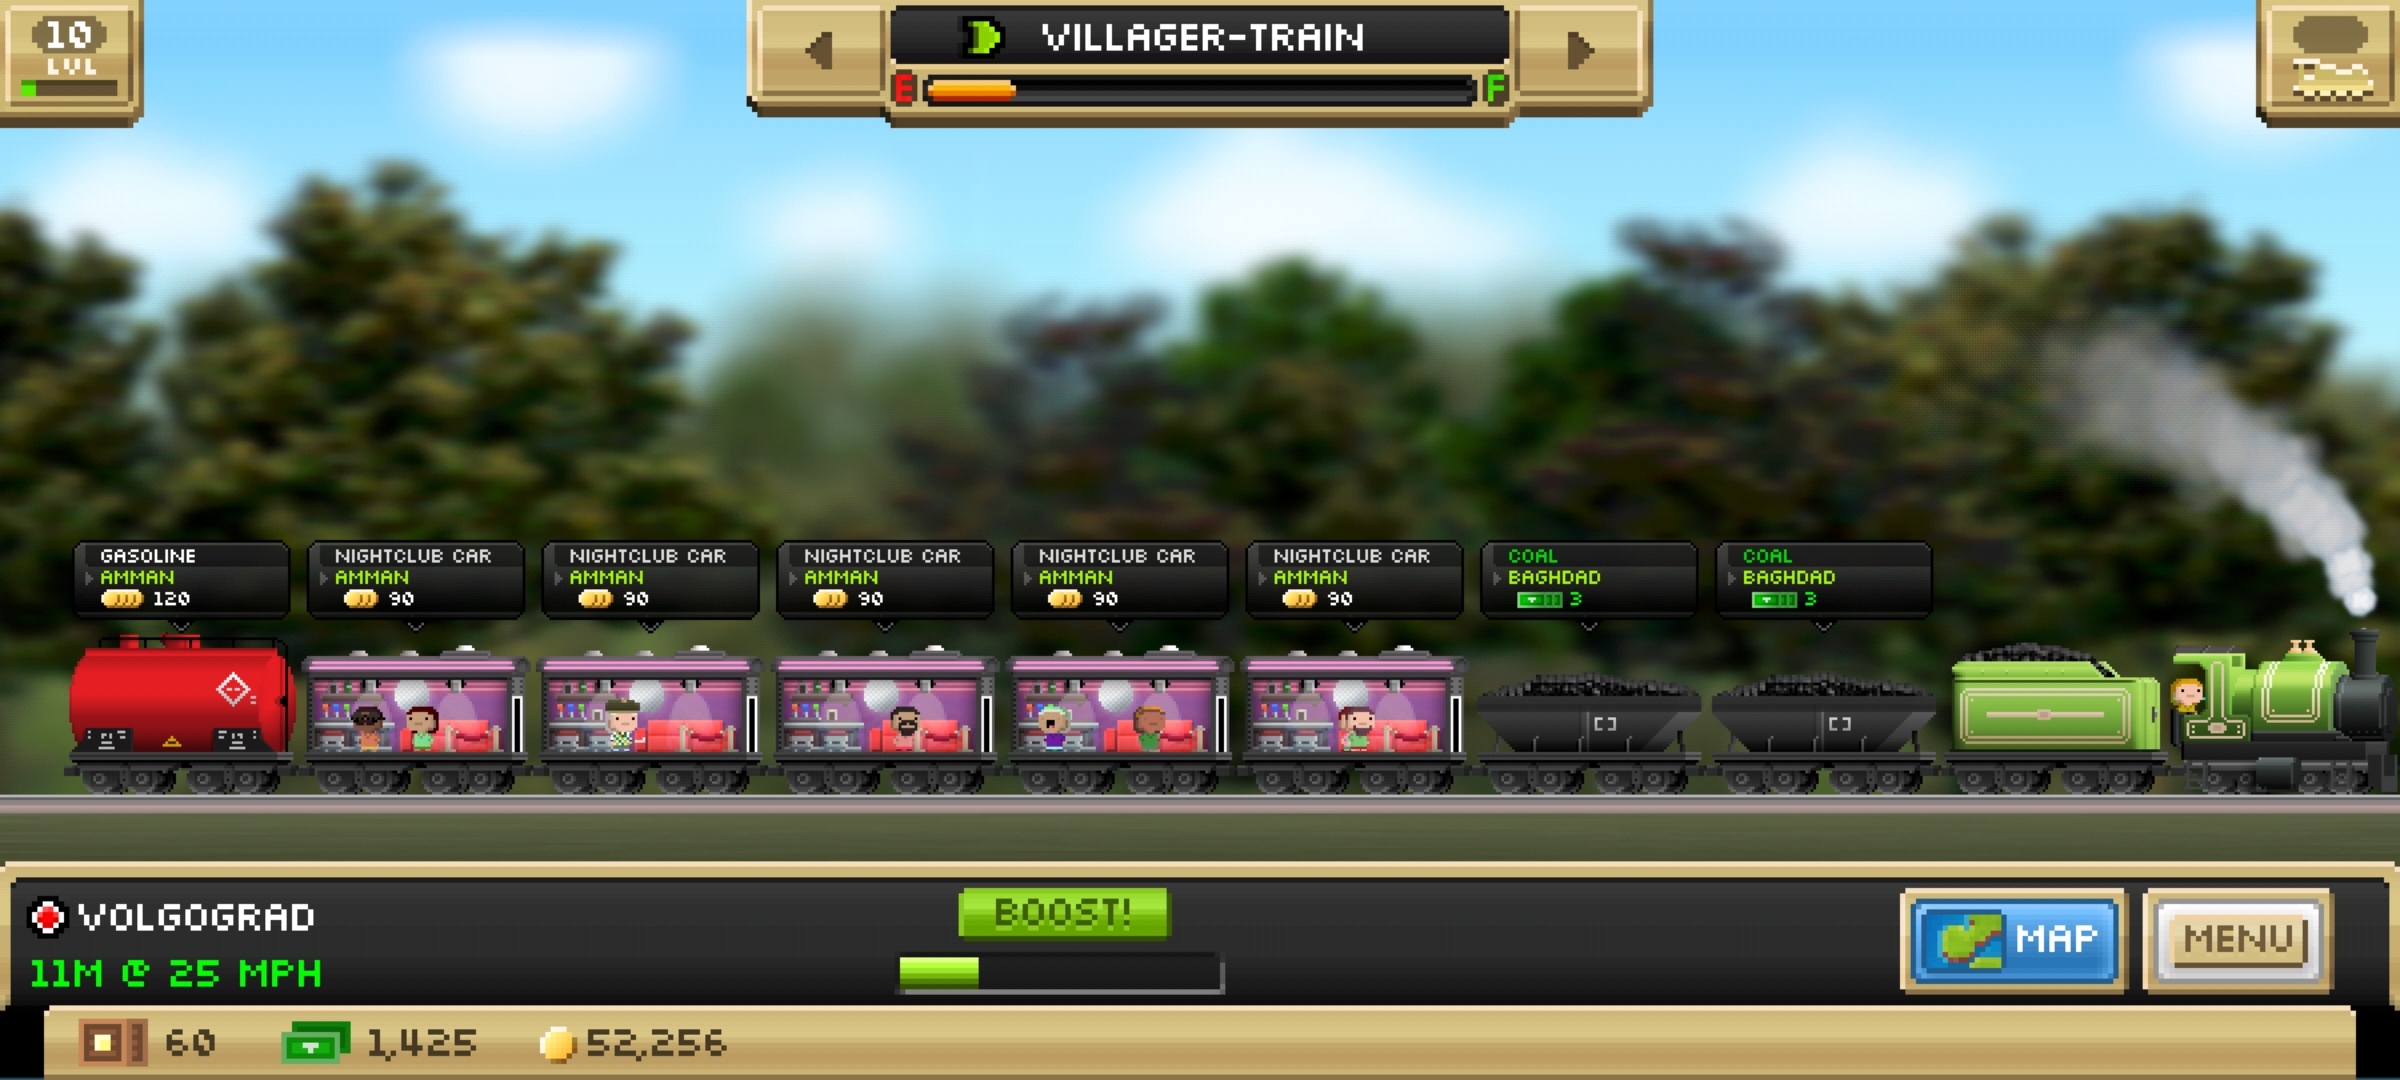 10
LVL
VILLAGER-TRAIN
E F
GASOLINE
AMMAN
120
NIGHTCLUB CAR
AMMAN
90
NIGHTCLUB CAR
AMMAN
90
NIGHTCLUB CAR
AMMAN
90
NIGHTCLUB CAR
AMMAN
90
NIGHTCLUB CAR
AMMAN
90
COAL
BAGHDAD
3
COAL
BAGHDAD
3
VOLGOGRAD
11M @ 25 MPH
BOOST!
MAP
MENU
60
1,425
52,256